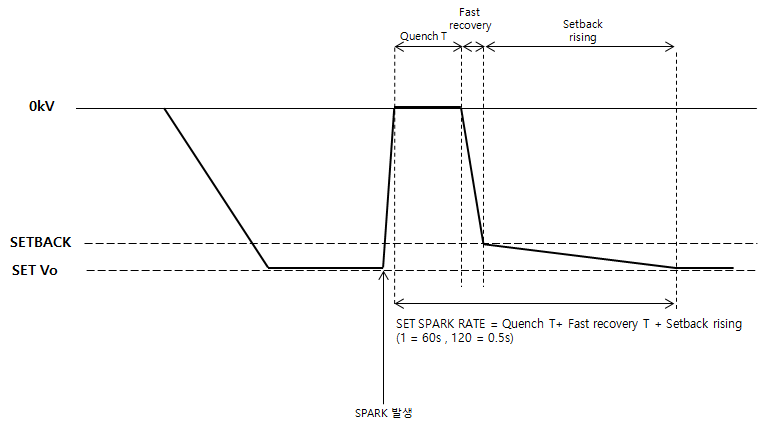 Fast
recovery
Setback
rising
Quench T
0kV
SETBACK
SET Vo
SET SPARK RATE = Quench T+ Fast recovery T + Setback rising
(1 = 60s , 120 = 0.5s)
SPARK 발생